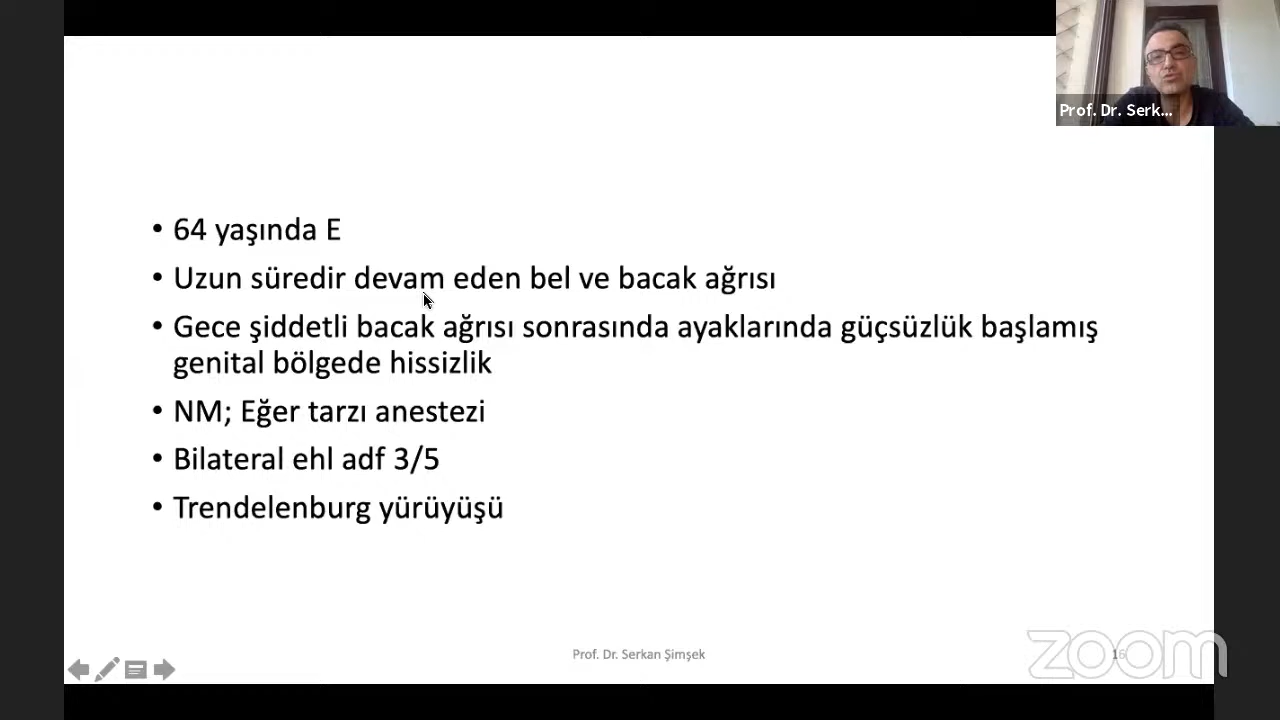 Prof. Dr. Serk...
• 64 yaşında E
• Uzun süredir devam eden bel ve bacak ağrısı
• Gece şiddetli bacak ağrısı sonrasında ayaklarında güçsüzlük başlamış
genital bölgede hissizlik
• NM; Eğer tarzı anestezi
• Bilateral ehl adf 3/5
• Trendelenburg yürüyüşü
Prof. Dr. Serkan Şimşek
16
zoom